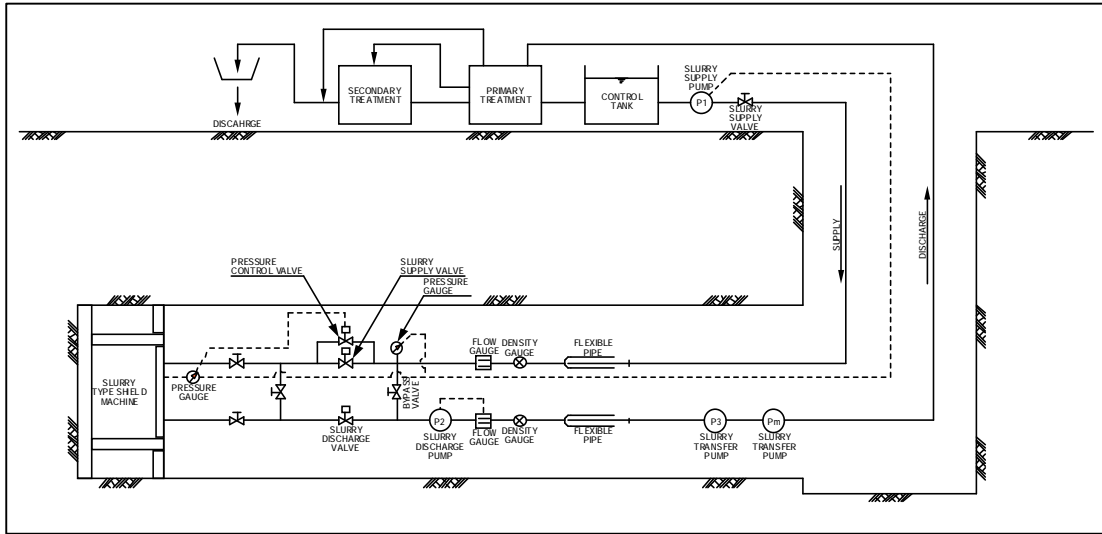 SLURRY
SUPPLY
PUMP
SECONDARY
TREATMENT
PRIMARY
TREATMENT
CONTROL
TANK
P1
SLURRY
SUPPLY
VALVE
DISCAHRGE
SUPPLY
DISCHARGE
PRESSURE
CONTROL VALVE
SLURRY
SUPPLY VALVE
PRESSURE
GAUGE
FLOW
GAUGE
DENSITY
GAUGE
FLEXIBLE
PIPE
SLURRY
TYPE SHIELD
MACHINE
PRESSURE
GAUGE
BYPASS
VALVE
SLURRY
DISCHARGE
VALVE
P2
SLURRY
DISCHARGE
PUMP
FLOW
GAUGE
DENSITY
GAUGE
FLEXIBLE
PIPE
P3
SLURRY
TRANSFER
PUMP
Pm
SLURRY
TRANSFER
PUMP